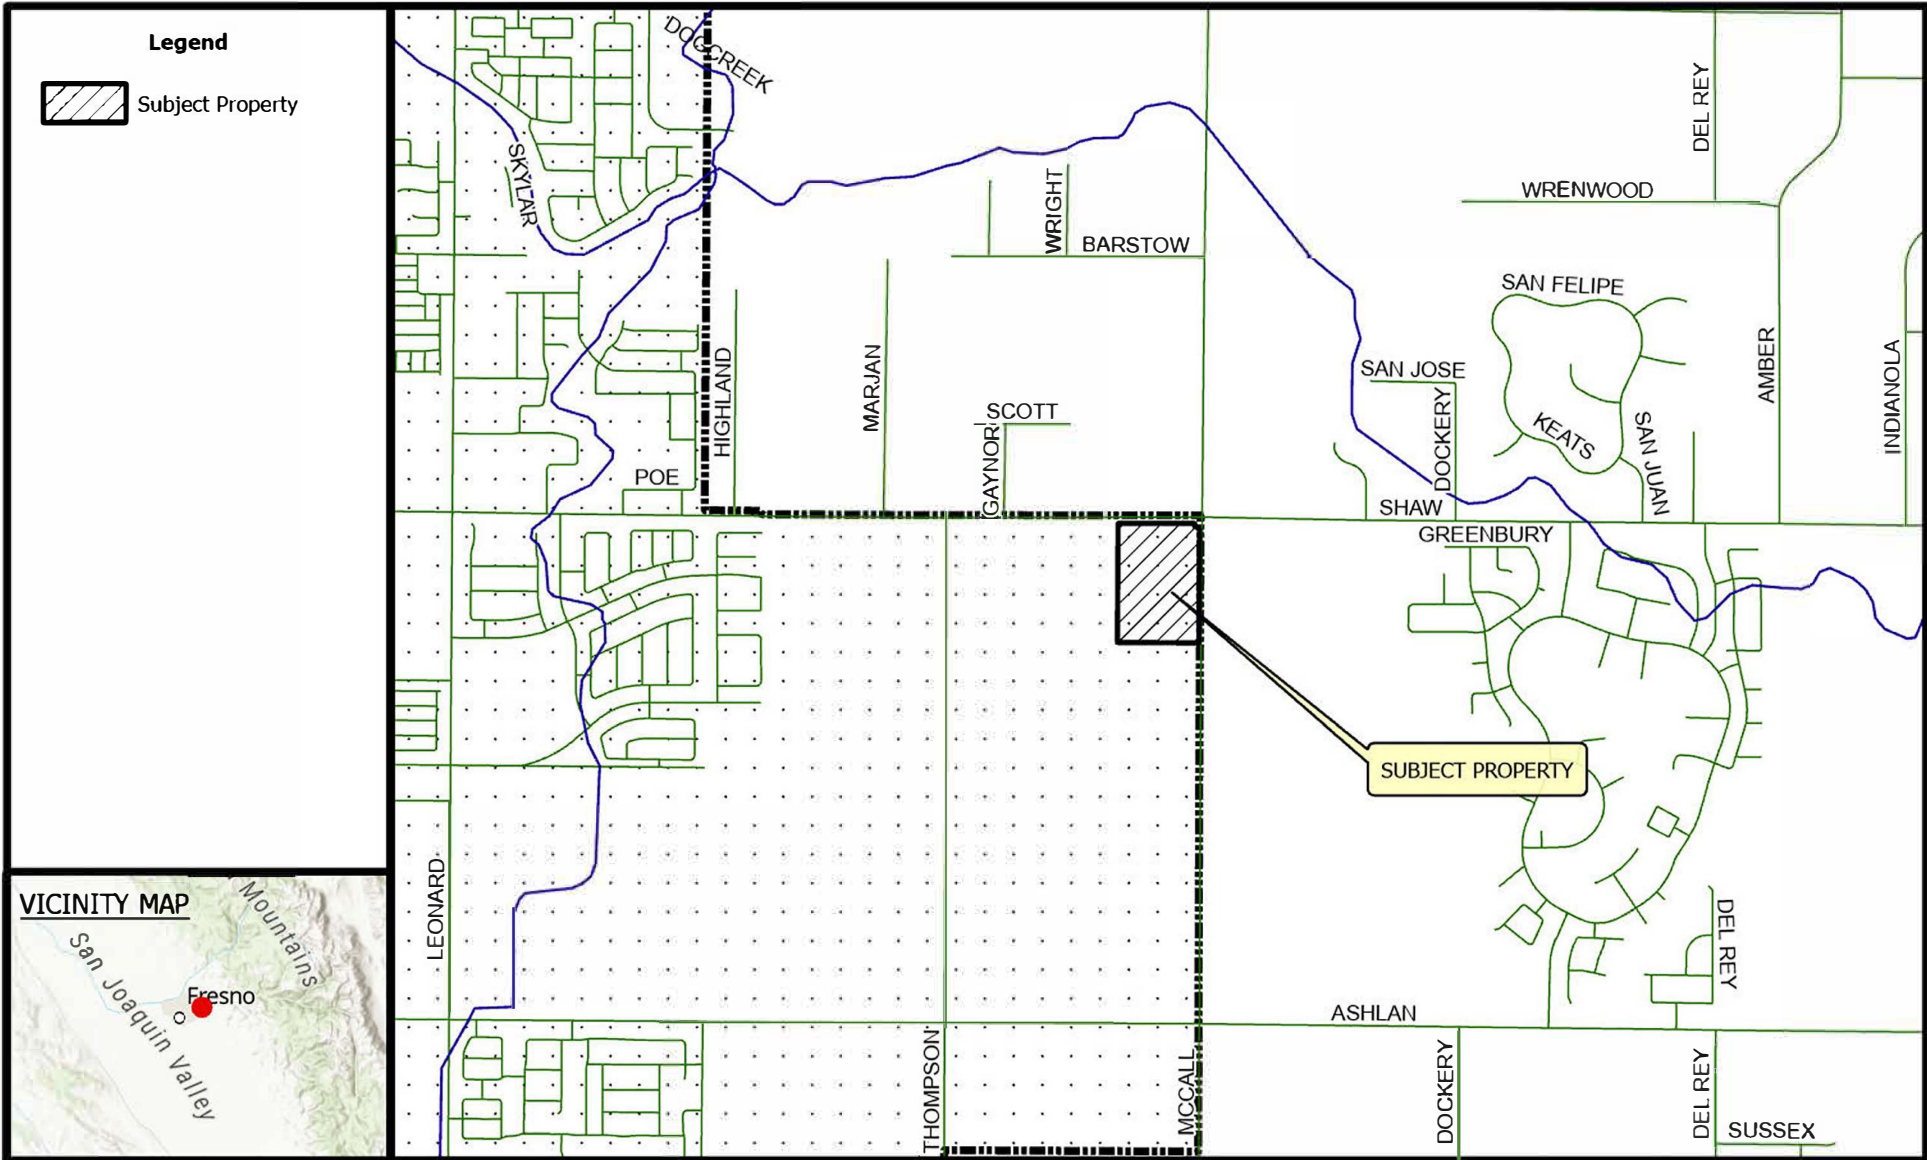 Legend
Subject Property
VICINITY MAP
Mountains
San Joaquin Valley
Fresno
DOGCREEK
SKYLAR
DEL REY
WRENWOOD
WRIGHT
BARSTOW
SAN FELIPE
HIGHLAND
MARJAN
SCOTT
GAYNOR
SAN JOSE
DOCKERY
KEATS
SAN JUAN
AMBER
INDIANOLA
POE
SHAW
GREENBURY
SUBJECT PROPERTY
LEONARD
DEL REY
ASHLAN
THOMPSON
MCCALL
DOCKERY
DEL REY
SUSSEX